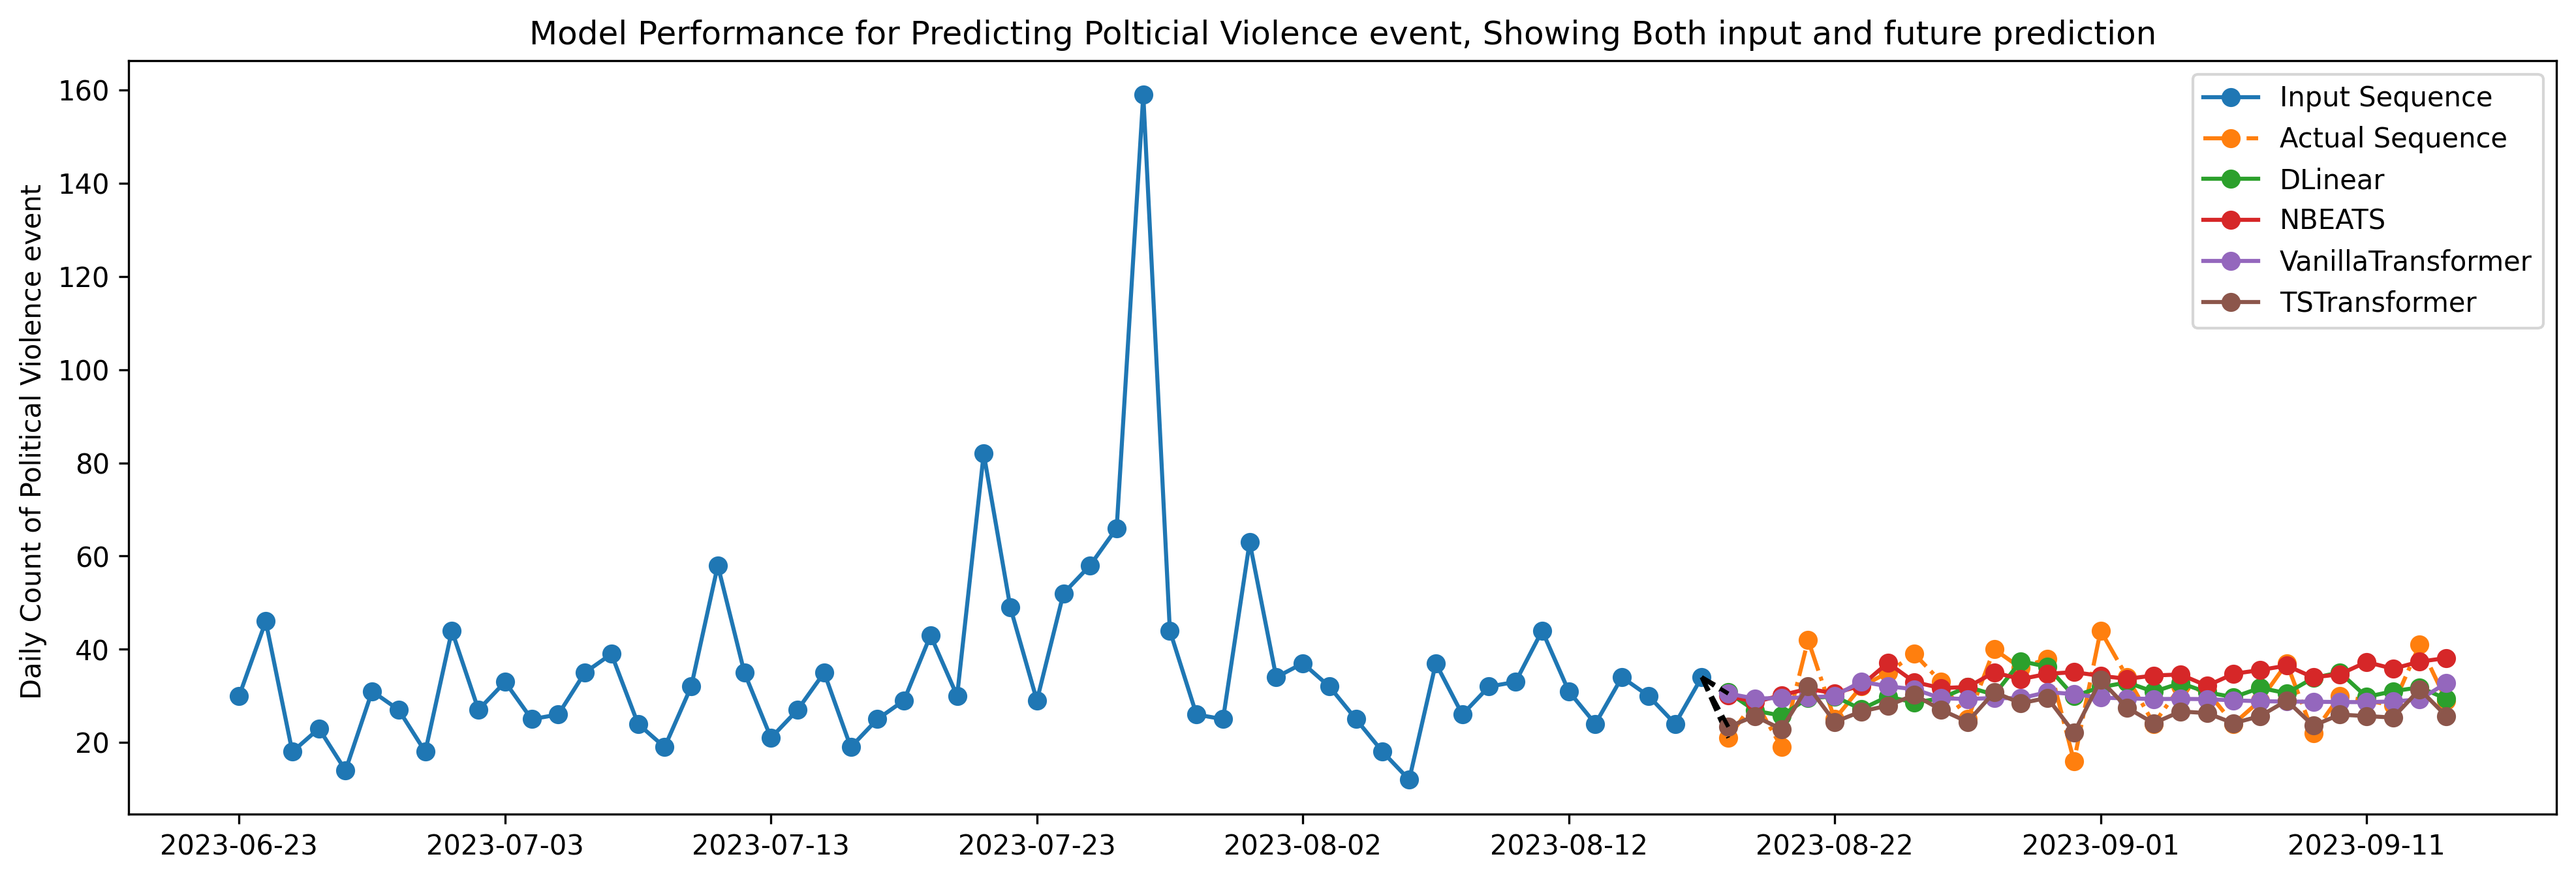 Model Performance for Predicting Polticial Violence event, Showing Both input and future prediction
Daily Count of Political Violence event
160
140
120
100
80
60
40
20
2023-06-23
2023-07-03
2023-07-13
2023-07-23
2023-08-02
2023-08-12
2023-08-22
2023-09-01
2023-09-11
Input Sequence
Actual Sequence
DLinear
NBEATS
VanillaTransformer
TSTransformer